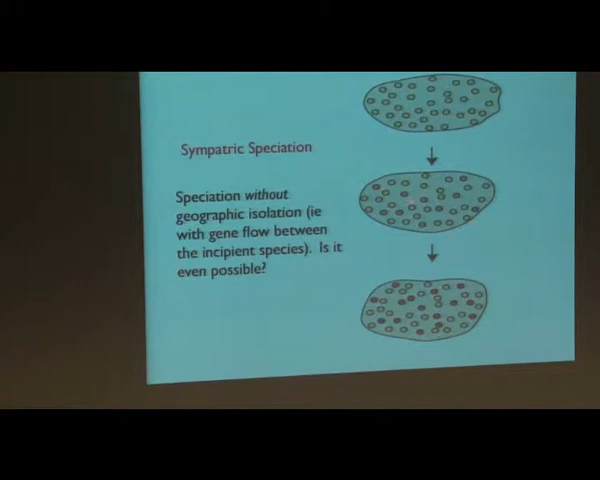 Sympatric Speciation
Speciation without
geographic isolation (ie
with gene flow between
the incipient species). Is it
even possible?